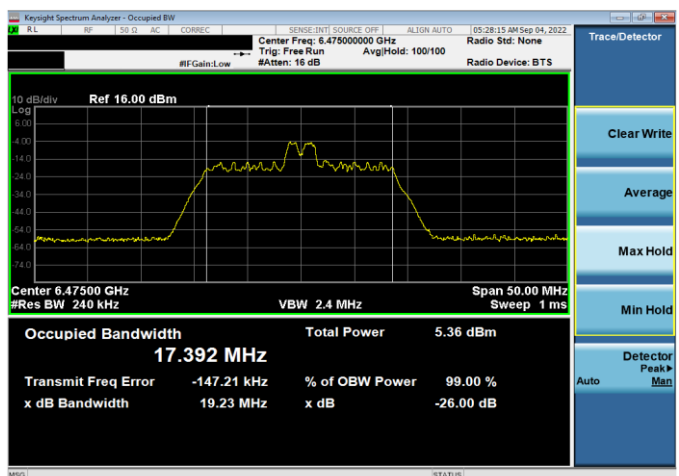 Keysight Spectrum Analyzer - Occupied BW
RL RF 50 Ω AC CORREC SENSE:INT SOURCE OFF ALIGN AUTO 05:28:15 AM Sep 04, 2022
Center Freq: 6.475000000 GHz Radio Std: None
Trig: Free Run Avg|Hold: 100/100
#IFGain:Low #Atten: 16 dB Radio Device: BTS
Trace/Detector
10 dB/div Ref 16.00 dBm
Log
6.00
-4.00
-14.0
-24.0
-34.0
-44.0
-54.0
-64.0
-74.0
Center 6.47500 GHz Span 50.00 MHz
#Res BW 240 kHz VBW 2.4 MHz Sweep 1 ms
Occupied Bandwidth Total Power 5.36 dBm
17.392 MHz
Transmit Freq Error -147.21 kHz % of OBW Power 99.00 %
x dB Bandwidth 19.23 MHz x dB -26.00 dB
Clear Write
Average
Max Hold
Min Hold
Detector
Peak▶
Auto Man
MSG STATUS